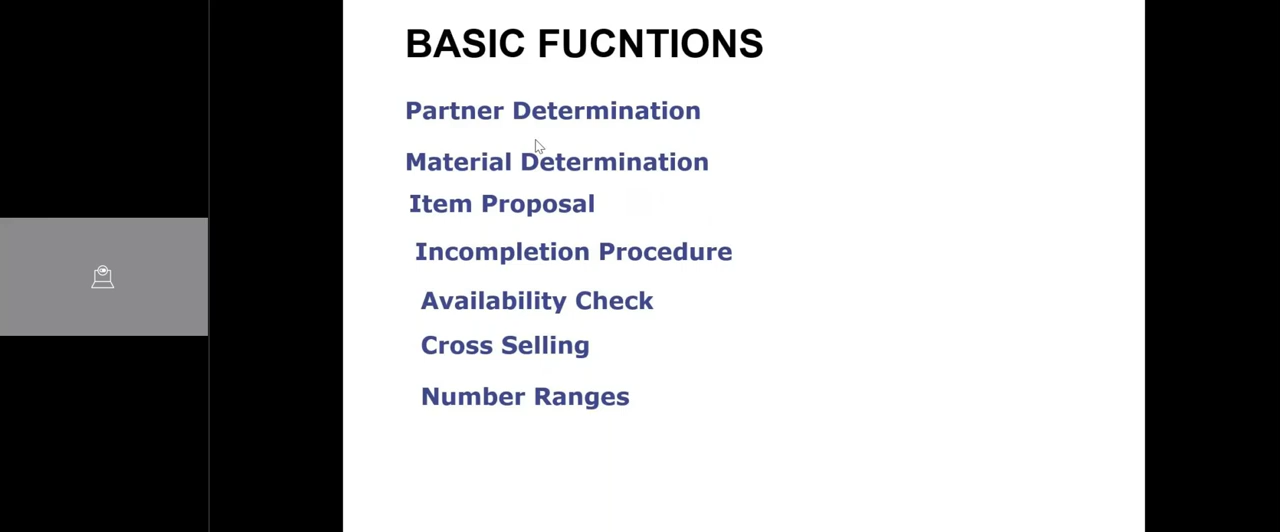 BASIC FUCNTIONS
Partner Determination
Material Determination
Item Proposal
Incompletion Procedure
Availability Check
Cross Selling
Number Ranges